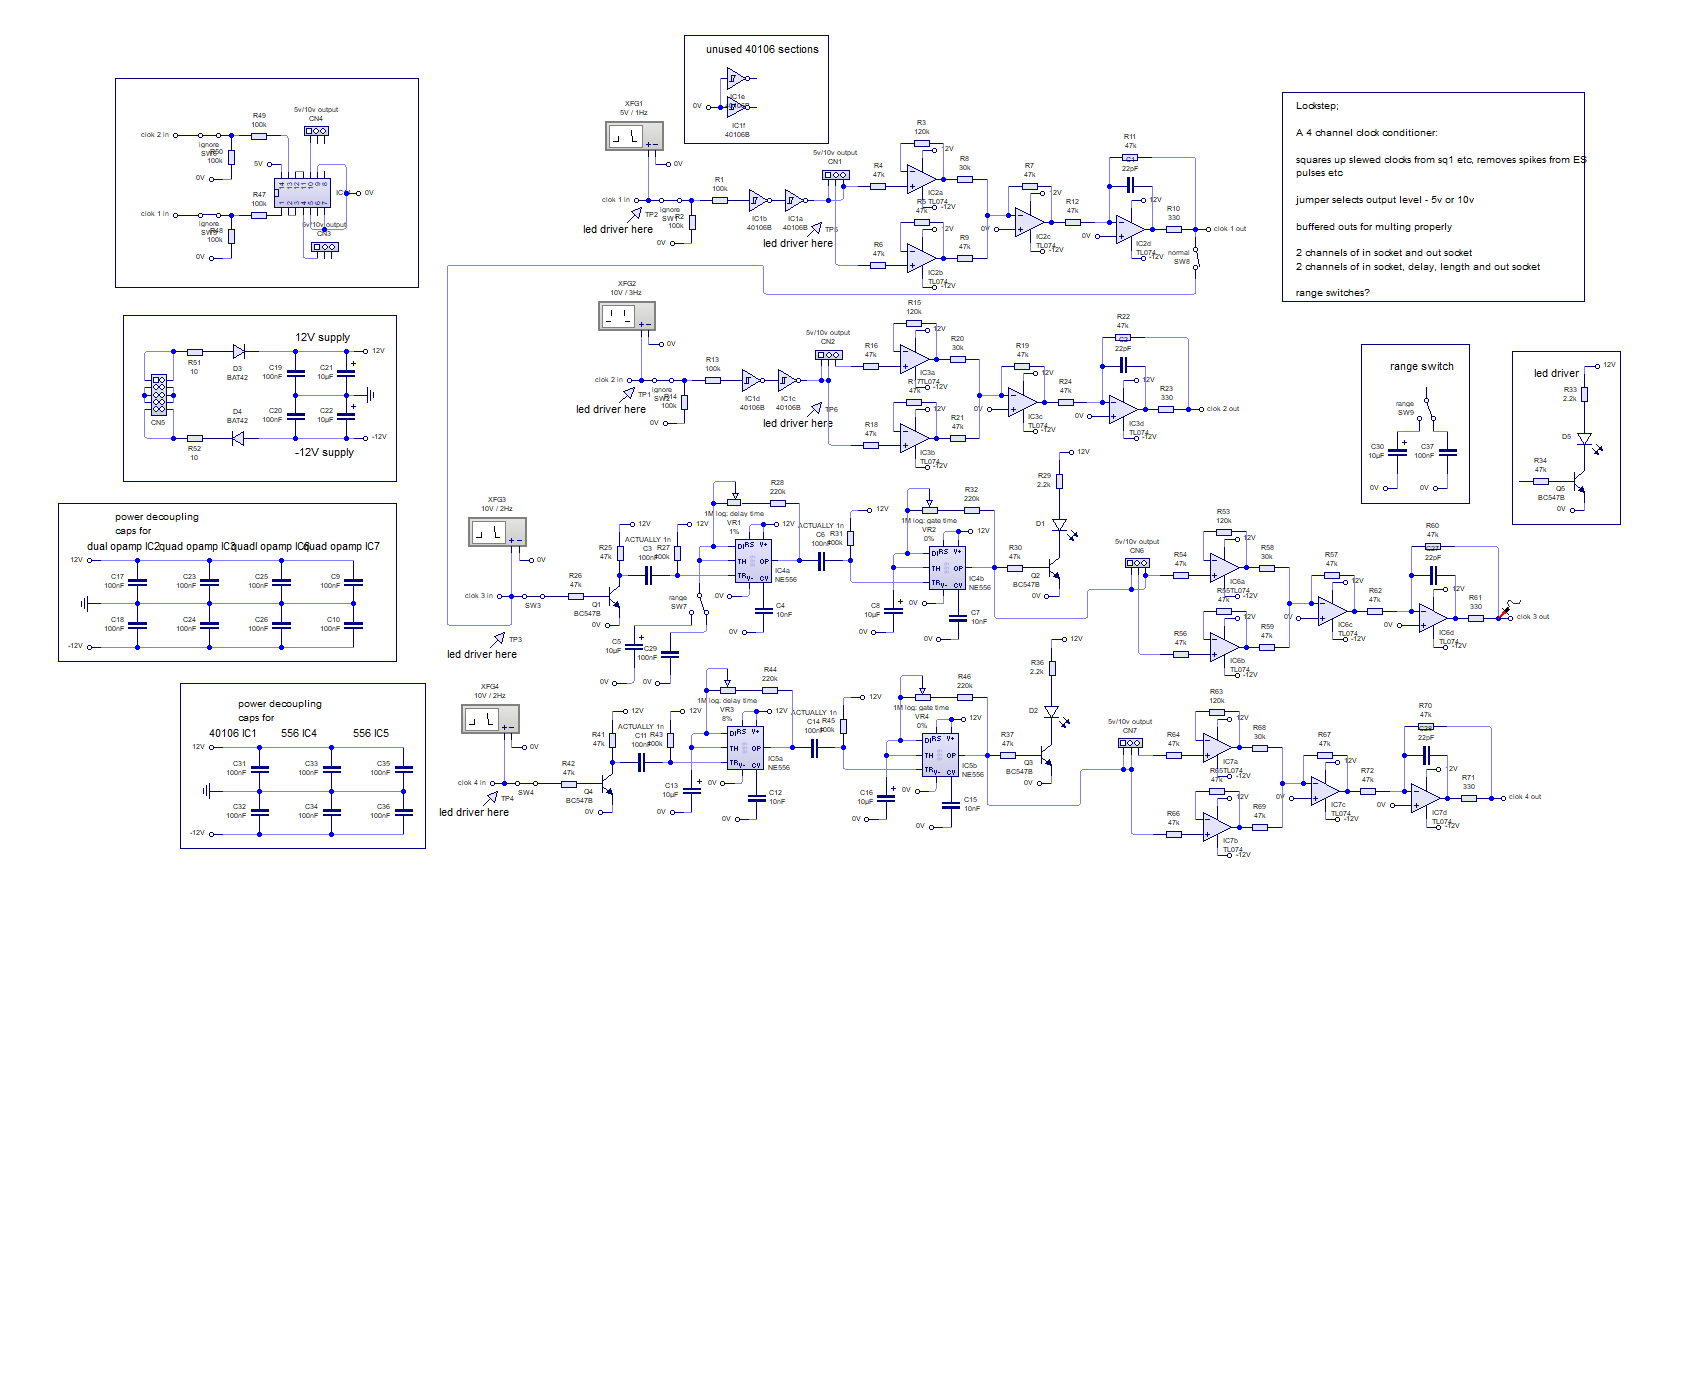 unused 40106 sections
0V
IC1e
IC1f
40106B
5v/10v output
CN4
R49
100k
clok 2 in
ignore
100k
5V
0V
R47
100k
0V
clok 1 in
ignore
100k
5v/10v output
CN3
0V
12V supply
12V
R51
10
D3
BAT42
C19
100nF
C21
10µF
CN5
D4
BAT42
C20
100nF
C22
10µF
R52
10
-12V
-12V supply
power decoupling
caps for
dual opamp IC2
quad opamp IC3
quadl opamp IC6
quad opamp IC7
12V
C17
100nF
C23
100nF
C25
100nF
C9
100nF
C18
100nF
C24
100nF
C26
100nF
C10
100nF
-12V
power decoupling
caps for
40106 IC1
556 IC4
556 IC5
12V
C31
100nF
C33
100nF
C35
100nF
C32
100nF
C34
100nF
C36
100nF
-12V
XFG1
5V / 1Hz
0V
clok 1 in
TP2
led driver here
ignore
SW1
R2
100k
0V
R1
100k
IC1b
40106B
IC1a
40106B
TP5
led driver here
5v/10v output
CN1
R4
47k
R3
120k
12V
IC2a
-12V
R8
30k
R5
47k
12V
R6
47k
IC2b
TL074
-12V
R9
47k
R7
47k
12V
0V
IC2c
TL074
-12V
R12
47k
R11
47k
C1
22pF
12V
0V
IC2d
TL074
-12V
R10
330
clok 1 out
normal
SW8
XFG2
10V / 3Hz
0V
clok 2 in
TP1
led driver here
ignore
SW2
R14
100k
0V
R13
100k
IC1d
40106B
IC1c
40106B
TP6
led driver here
5v/10v output
CN2
R16
47k
R15
120k
12V
IC3a
TL074
-12V
R20
30k
47k
12V
R18
47k
IC3b
TL074
-12V
R21
47k
R19
47k
12V
0V
IC3c
TL074
-12V
R24
47k
R22
47k
22pF
12V
0V
IC3d
TL074
-12V
R23
330
clok 2 out
XFG3
10V / 2Hz
0V
clok 3 in
TP3
led driver here
SW3
R26
47k
R25
47k
12V
Q1
BC547B
0V
ACTUALLY 1n
C3
R27
12V
R28
220k
1M log: delay time
VR1
1%
12V
IC4a
NE556
0V
range
SW7
C5
10µF
0V
C29
100nF
0V
C4
10nF
0V
ACTUALLY 1n
C6
R31
12V
R32
220k
1M log: gate time
VR2
0%
12V
IC4b
NE556
0V
C8
10µF
0V
C7
10nF
0V
R30
47k
Q2
BC547B
0V
D1
R29
2.2k
12V
5v/10v output
CN6
R54
47k
R53
120k
12V
IC6a
TL074
-12V
R58
30k
47k
12V
R56
47k
IC6b
TL074
-12V
R59
47k
R57
47k
12V
0V
IC6c
TL074
-12V
R62
47k
R60
47k
22pF
12V
0V
IC6d
TL074
-12V
R61
330
clok 3 out
XFG4
10V / 2Hz
0V
clok 4 in
TP4
led driver here
SW4
R42
47k
R41
47k
12V
Q4
BC547B
0V
ACTUALLY 1n
C11
R43
12V
R44
220k
1M log: delay time
VR3
8%
12V
IC5a
NE556
0V
C13
10µF
0V
C12
10nF
0V
ACTUALLY 1n
C14
R45
12V
R46
220k
1M log: gate time
VR4
0%
12V
IC5b
NE556
0V
C16
10µF
0V
C15
10nF
0V
R37
47k
Q3
BC547B
0V
D2
R36
2.2k
12V
5v/10v output
CN7
R64
47k
R63
120k
12V
IC7a
TL074
-12V
R68
30k
47k
12V
R66
47k
IC7b
TL074
-12V
R69
47k
R67
47k
12V
0V
IC7c
TL074
-12V
R72
47k
R70
47k
22pF
12V
0V
IC7d
TL074
-12V
R71
330
clok 4 out
Lockstep;
A 4 channel clock conditioner:
squares up slewed clocks from sq1 etc, removes spikes from ES
pulses etc
jumper selects output level - 5v or 10v
buffered outs for multing properly
2 channels of in socket and out socket
2 channels of in socket, delay, length and out socket
range switches?
range switch
range
SW9
C30
10µF
C37
100nF
0V
0V
led driver
12V
R33
2.2k
D5
R34
47k
Q5
BC547B
0V